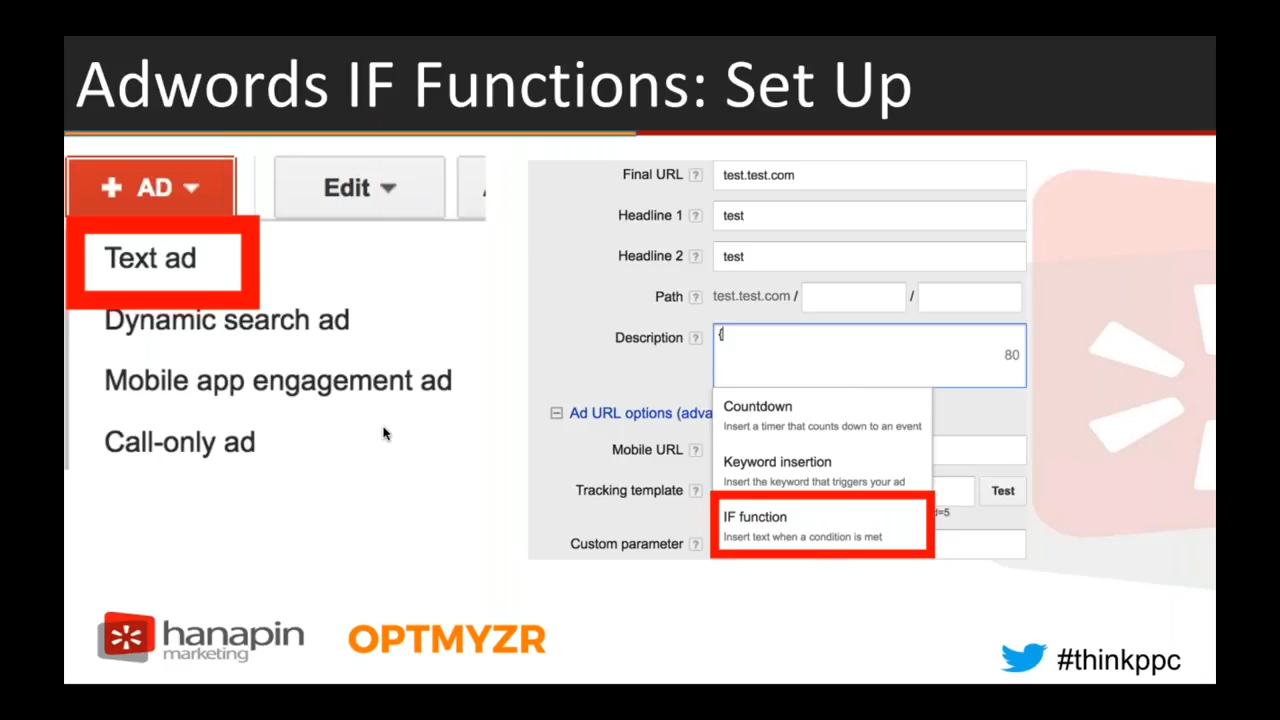 Adwords IF Functions: Set Up
+ AD
Edit
Text ad
Dynamic search ad
Mobile app engagement ad
Call-only ad
Final URL ? test.test.com
Headline 1 ? test
Headline 2 ? test
Path ? test.test.com / /
Description ? {
80
Countdown
Insert a timer that counts down to an event
Ad URL options (adva
Mobile URL ?
Keyword insertion
Insert the keyword that triggers your ad
Tracking template ? Test
IF function
d=5
Insert text when a condition is met
Custom parameter ?
hanapin
marketing
OPTMYZR
#thinkppc